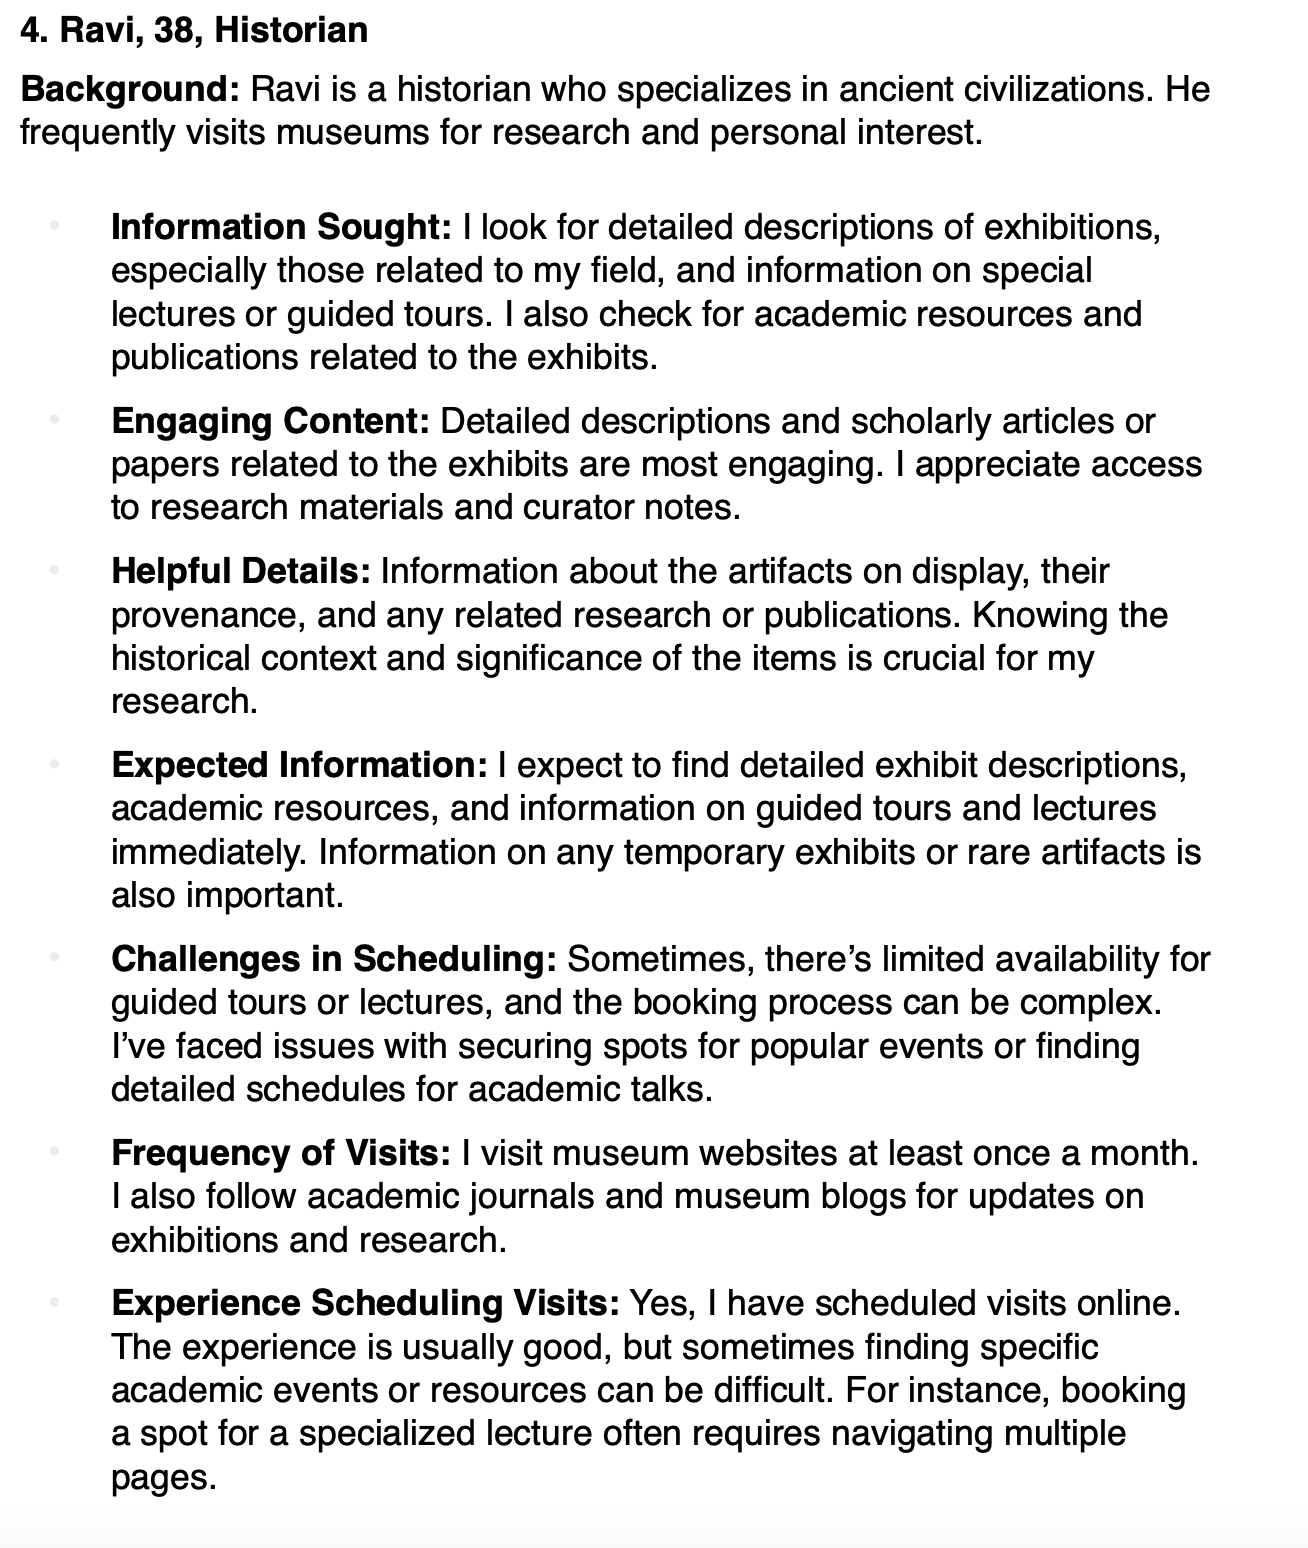 4. Ravi, 38, Historian
Background: Ravi is a historian who specializes in ancient civilizations. He
frequently visits museums for research and personal interest.
Information Sought: I look for detailed descriptions of exhibitions,
especially those related to my field, and information on special
lectures or guided tours. I also check for academic resources and
publications related to the exhibits.
Engaging Content: Detailed descriptions and scholarly articles or
papers related to the exhibits are most engaging. I appreciate access
to research materials and curator notes.
Helpful Details: Information about the artifacts on display, their
provenance, and any related research or publications. Knowing the
historical context and significance of the items is crucial for my
research.
Expected Information: I expect to find detailed exhibit descriptions,
academic resources, and information on guided tours and lectures
immediately. Information on any temporary exhibits or rare artifacts is
also important.
Challenges in Scheduling: Sometimes, there’s limited availability for
guided tours or lectures, and the booking process can be complex.
I’ve faced issues with securing spots for popular events or finding
detailed schedules for academic talks.
Frequency of Visits: I visit museum websites at least once a month.
I also follow academic journals and museum blogs for updates on
exhibitions and research.
Experience Scheduling Visits: Yes, I have scheduled visits online.
The experience is usually good, but sometimes finding specific
academic events or resources can be difficult. For instance, booking
a spot for a specialized lecture often requires navigating multiple
pages.